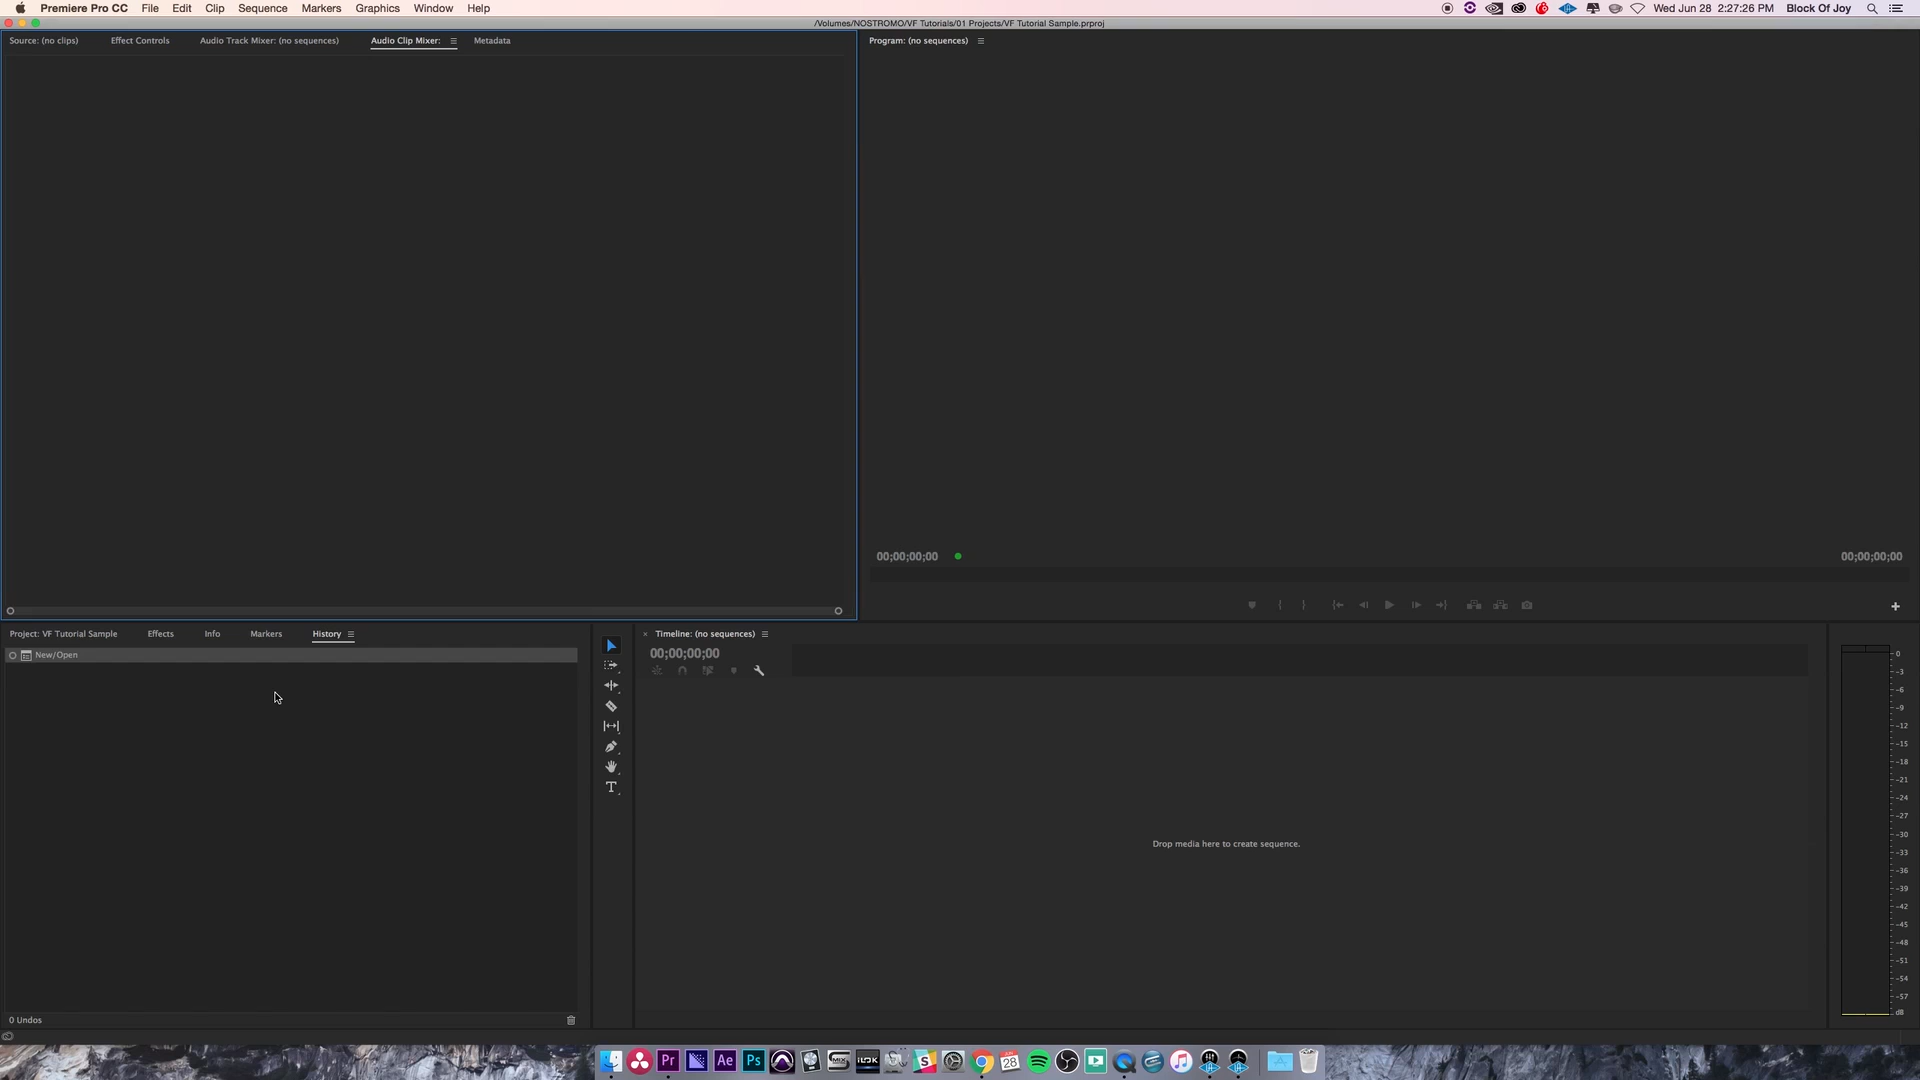 Premiere Pro CC File Edit Clip Sequence Markers Graphics Window Help Wed Jun 28 2:27:26 PM Block Of Joy
/Volumes/NOSTROMO/VF Tutorials/01 Projects/VF Tutorial Sample.prproj
Source: (no clips) Effect Controls Audio Track Mixer: (no sequences) Audio Clip Mixer: Metadata
Program: (no sequences)
00;00;00;00 00;00;00;00
Project: VF Tutorial Sample Effects Info Markers History
New/Open
0 Undos
Timeline: (no sequences)
00;00;00;00
Drop media here to create sequence.
0
-3
-6
-9
-12
-15
-18
-21
-24
-27
-30
-33
-36
-39
-42
-45
-48
-51
-54
-57
dB
Pr Ae Ps 28